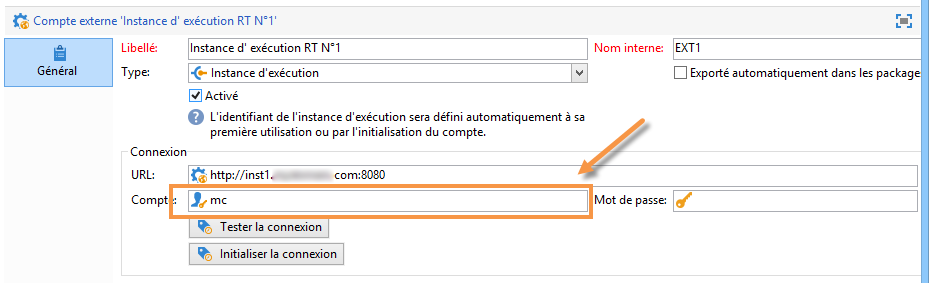 Compte externe 'Instance d' exécution RT N°1'
Général
Libellé: Instance d' exécution RT N°1 Nom interne: EXT1
Type: Instance d'exécution Exporté automatiquement dans les package
Activé
L'identifiant de l'instance d'exécution sera défini automatiquement à sa
première utilisation ou par l'initialisation du compte.
Connexion
URL: http://inst1. com:8080
Compte: mc Mot de passe:
Tester la connexion
Initialiser la connexion